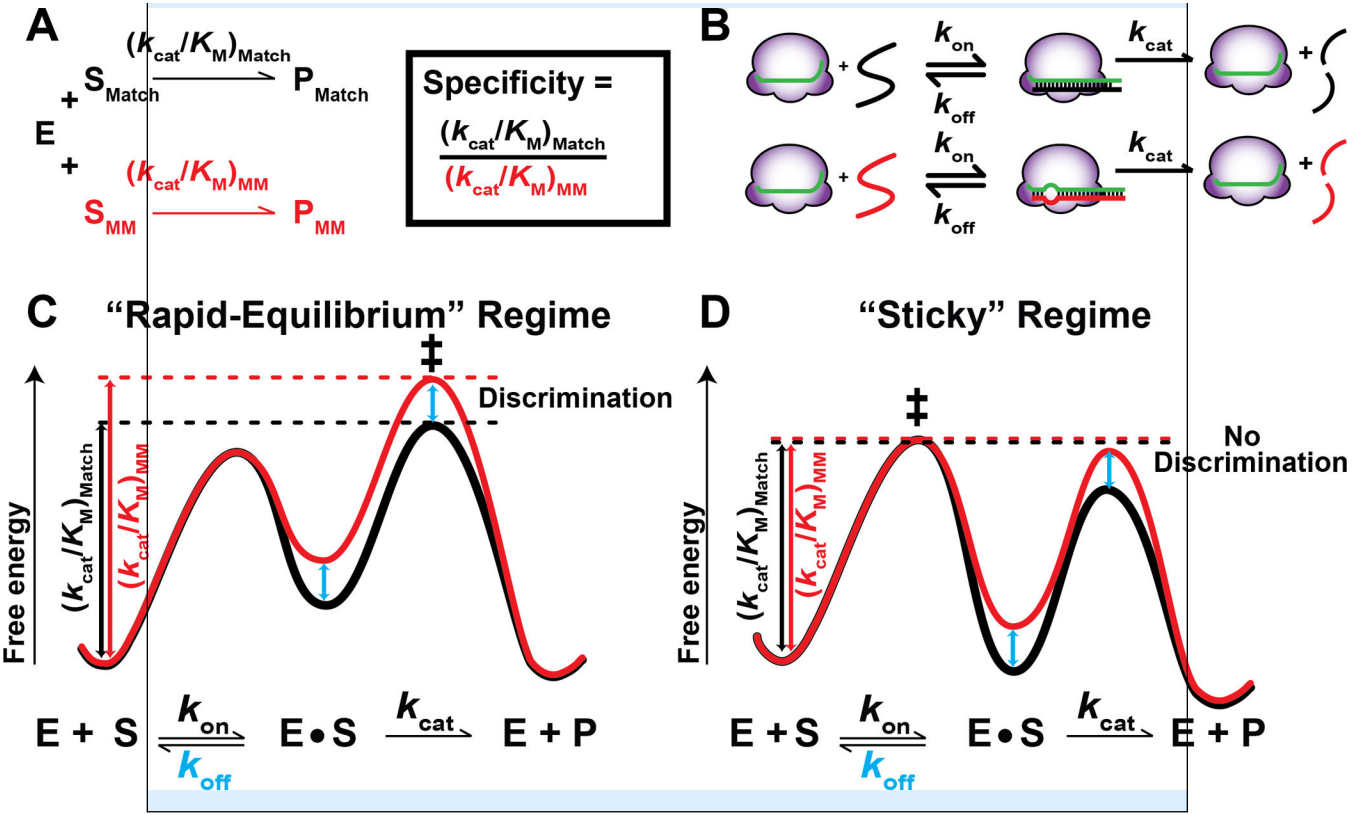 A
(kcat/KM)Match
SMatch
PMatch
+
E
+
(kcat/KM)MM
SMM
PMM
Specificity =
(kcat/KM)Match
(kcat/KM)MM
B
+
kon
koff
kcat
+
+
kon
koff
kcat
+
C
"Rapid-Equilibrium" Regime
‡
Discrimination
Free energy
(kcat/KM)Match
(kcat/KM)MM
E + S
kon
koff
E•S
kcat
E + P
D
"Sticky" Regime
‡
No
Discrimination
Free energy
(kcat/KM)Match
(kcat/KM)MM
E + S
kon
koff
E•S
kcat
E + P